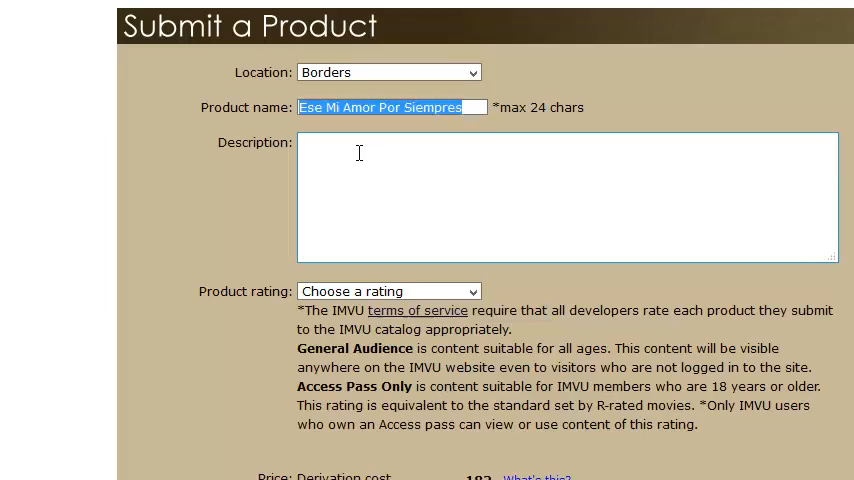 Submit a Product
Location: Borders
Product name: Ese Mi Amor Por Siempres *max 24 chars
Description:
Product rating: Choose a rating
*The IMVU terms of service require that all developers rate each product they submit
to the IMVU catalog appropriately.
General Audience is content suitable for all ages. This content will be visible
anywhere on the IMVU website even to visitors who are not logged in to the site.
Access Pass Only is content suitable for IMVU members who are 18 years or older.
This rating is equivalent to the standard set by R-rated movies. *Only IMVU users
who own an Access pass can view or use content of this rating.
Price: Derivation cost 182 What's this?